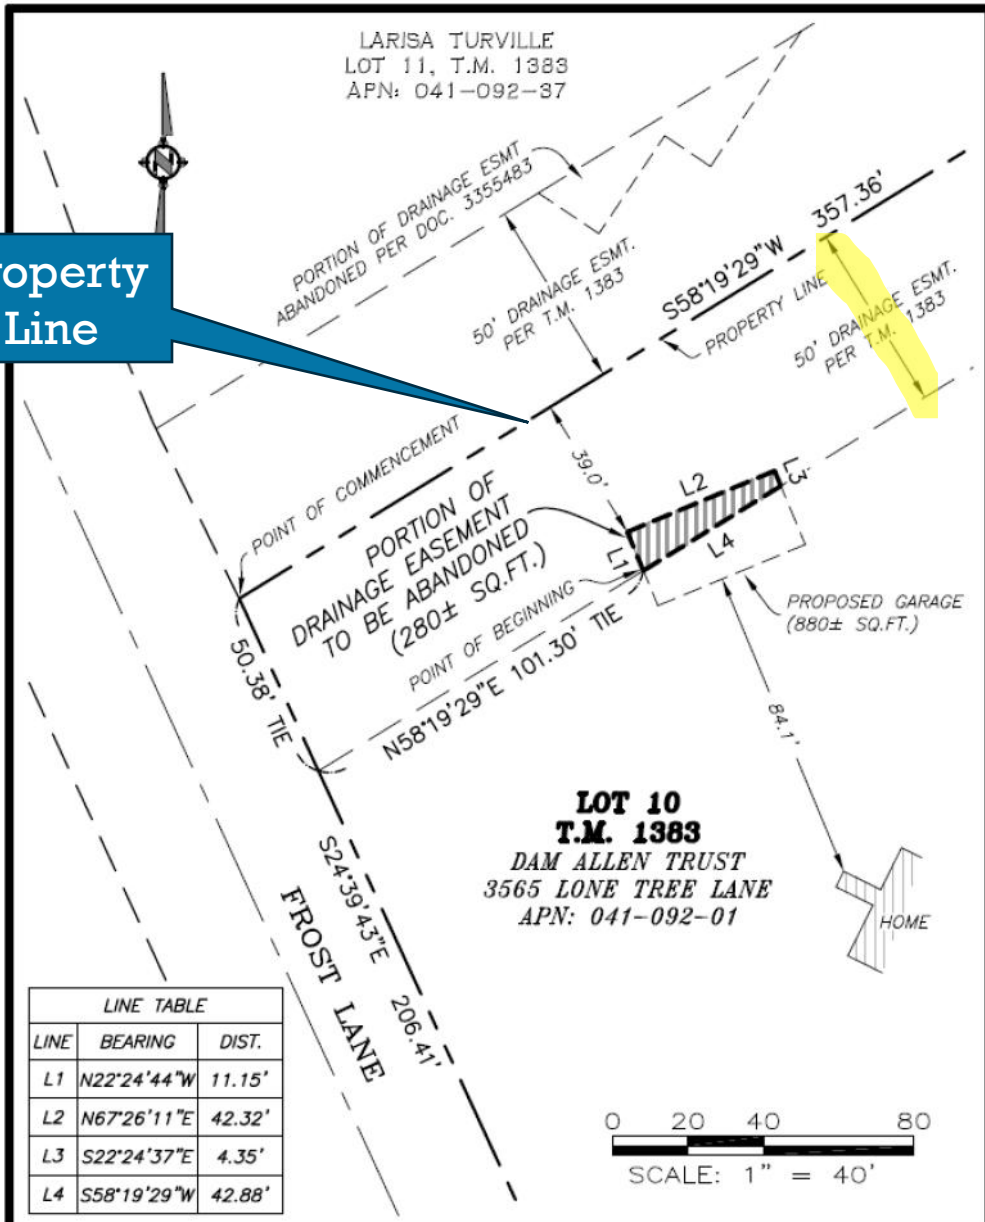 LARISA TURVILLE
LOT 11, T.M. 1383
APN: 041-092-37
N
PORTION OF DRAINAGE ESMT
ABANDONED PER DOC. 3355483
50' DRAINAGE ESMT.
PER T.M. 1383
S58°19'29"W 357.36'
PROPERTY LINE
50' DRAINAGE ESMT.
PER T.M. 1383
roperty
Line
POINT OF COMMENCEMENT
39.0'
L2
L3
L1
L4
PORTION OF
DRAINAGE EASEMENT
TO BE ABANDONED
(280± SQ.FT.)
POINT OF BEGINNING
PROPOSED GARAGE
(880± SQ.FT.)
50.38' TIE
N58°19'29"E 101.30' TIE
84.1'
LOT 10
T.M. 1383
DAM ALLEN TRUST
3565 LONE TREE LANE
APN: 041-092-01
HOME
S24°39'43"E 206.41'
FROST LANE
LINE TABLE
LINE BEARING DIST.
L1 N22°24'44"W 11.15'
L2 N67°26'11"E 42.32'
L3 S22°24'37"E 4.35'
L4 S58°19'29"W 42.88'
0 20 40 80
SCALE: 1" = 40'